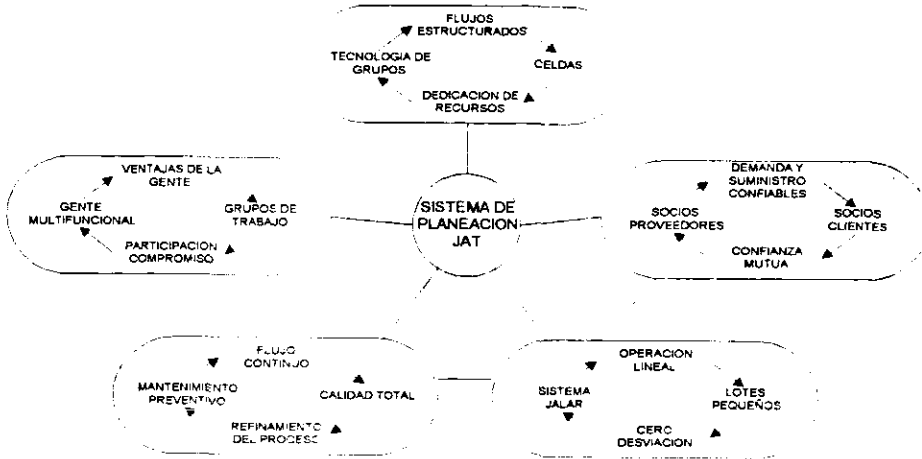 FLUJOS
ESTRUCTURADOS
TECNOLOGIA DE
GRUPOS
CELDAS
DEDICACION DE
RECURSOS
VENTAJAS DE LA
GENTE
GENTE
MULTIFUNCIONAL
GRUPOS DE
TRABAJO
PARTICIPACION
COMPROMISO
SISTEMA DE
PLANEACION
JAT
DEMANDA Y
SUMINISTRO
CONFIABLES
SOCIOS
PROVEEDORES
SOCIOS
CLIENTES
CONFIANZA
MUTUA
FLUJO
CONTINUO
MANTENIMIENTO
PREVENTIVO
CALIDAD TOTAL
REFINAMIENTO
DEL PROCESO
OPERACION
LINEAL
SISTEMA
JALAR
LOTES
PEQUEÑOS
CERO
DESVIACION